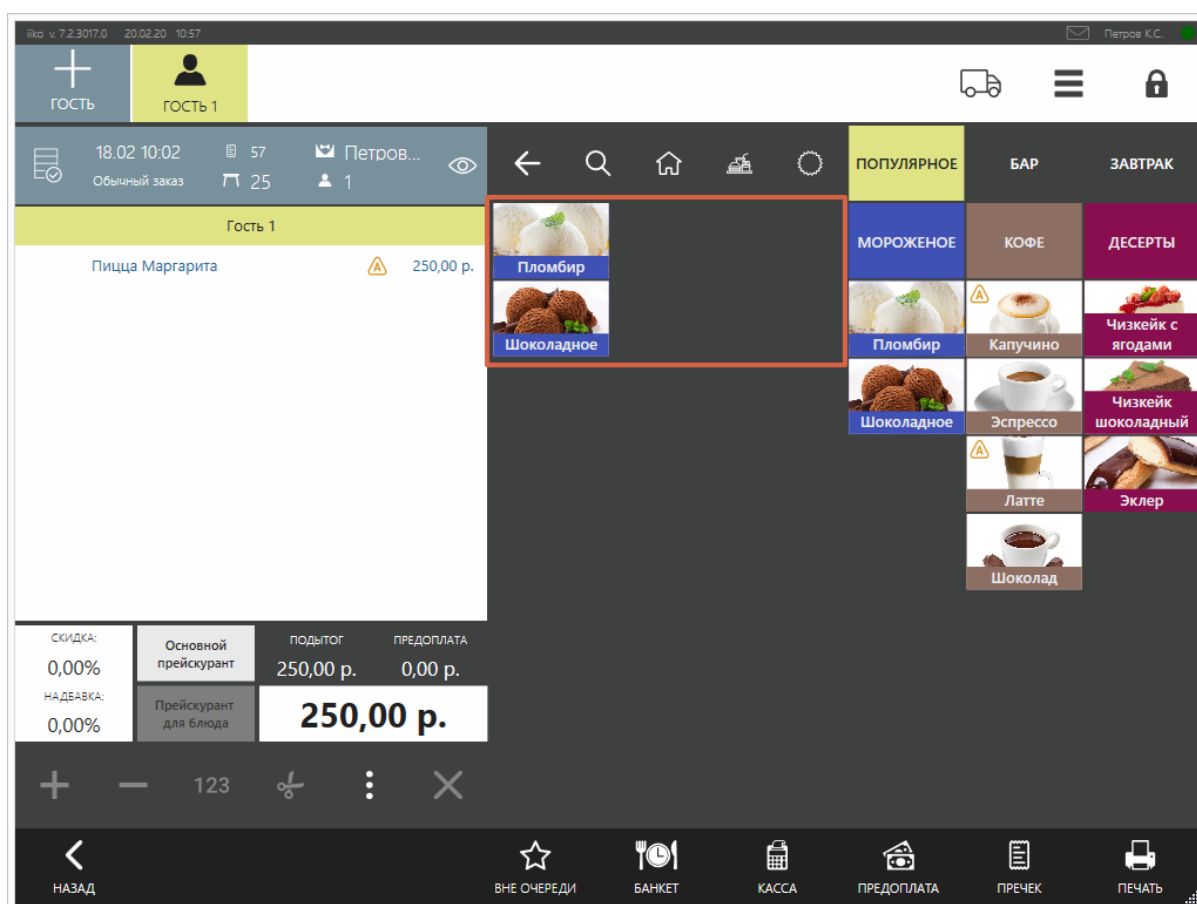 iiko v. 7.2.3017.0 20.02.20 10:57 Петров К.С.
ГОСТЬ
ГОСТЬ 1
18.02 10:02 57 Петров...
Обычный заказ 25 1
ПОПУЛЯРНОЕ БАР ЗАВТРАК
Гость 1
Пицца Маргарита 250,00 р.
Пломбир
Шоколадное
МОРОЖЕНОЕ КОФЕ ДЕСЕРТЫ
Пломбир Капучино Чизкейк с
ягодами
Шоколадное Эспрессо Чизкейк
шоколадный
Латте Эклер
Шоколад
СКИДКА:
0,00%
НАДБАВКА:
0,00%
Основной
прейскурант
Прейскурант
для блюда
ПОДЫТОГ ПРЕДОПЛАТА
250,00 р. 0,00 р.
250,00 р.
123
НАЗАД ВНЕ ОЧЕРЕДИ БАНКЕТ КАССА ПРЕДОПЛАТА ПРЕЧЕК ПЕЧАТЬ